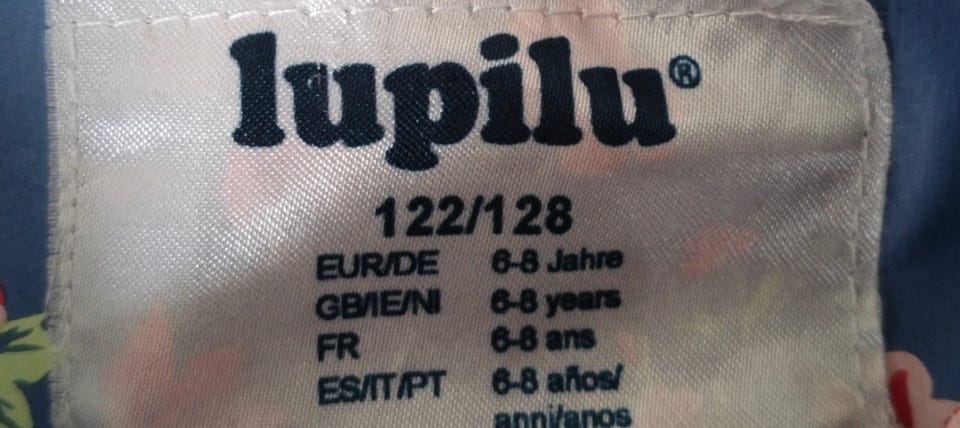 lupilu®
122/128
EUR/DE 6-8 Jahre
GB/IE/NI 6-8 years
FR 6-8 ans
ES/IT/PT 6-8 años/
anni/anos